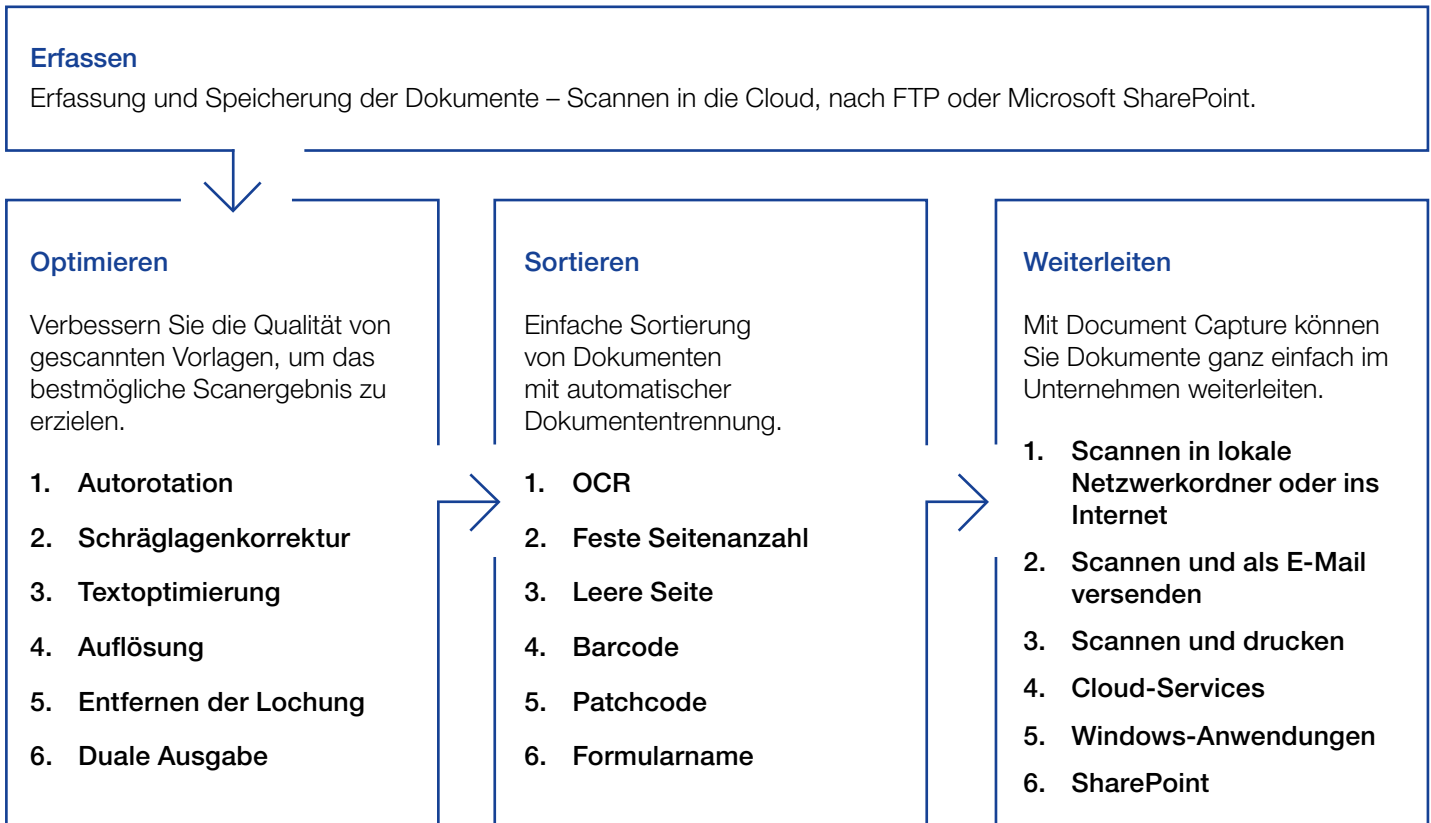 Erfassen
Erfassung und Speicherung der Dokumente – Scannen in die Cloud, nach FTP oder Microsoft SharePoint.
Optimieren
Verbessern Sie die Qualität von
gescannten Vorlagen, um das
bestmögliche Scanergebnis zu
erzielen.
1. Autorotation
2. Schräglagenkorrektur
3. Textoptimierung
4. Auflösung
5. Entfernen der Lochung
6. Duale Ausgabe
Sortieren
Einfache Sortierung
von Dokumenten
mit automatischer
Dokumententrennung.
1. OCR
2. Feste Seitenanzahl
3. Leere Seite
4. Barcode
5. Patchcode
6. Formularname
Weiterleiten
Mit Document Capture können
Sie Dokumente ganz einfach im
Unternehmen weiterleiten.
1. Scannen in lokale
Netzwerkordner oder ins
Internet
2. Scannen und als E-Mail
versenden
3. Scannen und drucken
4. Cloud-Services
5. Windows-Anwendungen
6. SharePoint